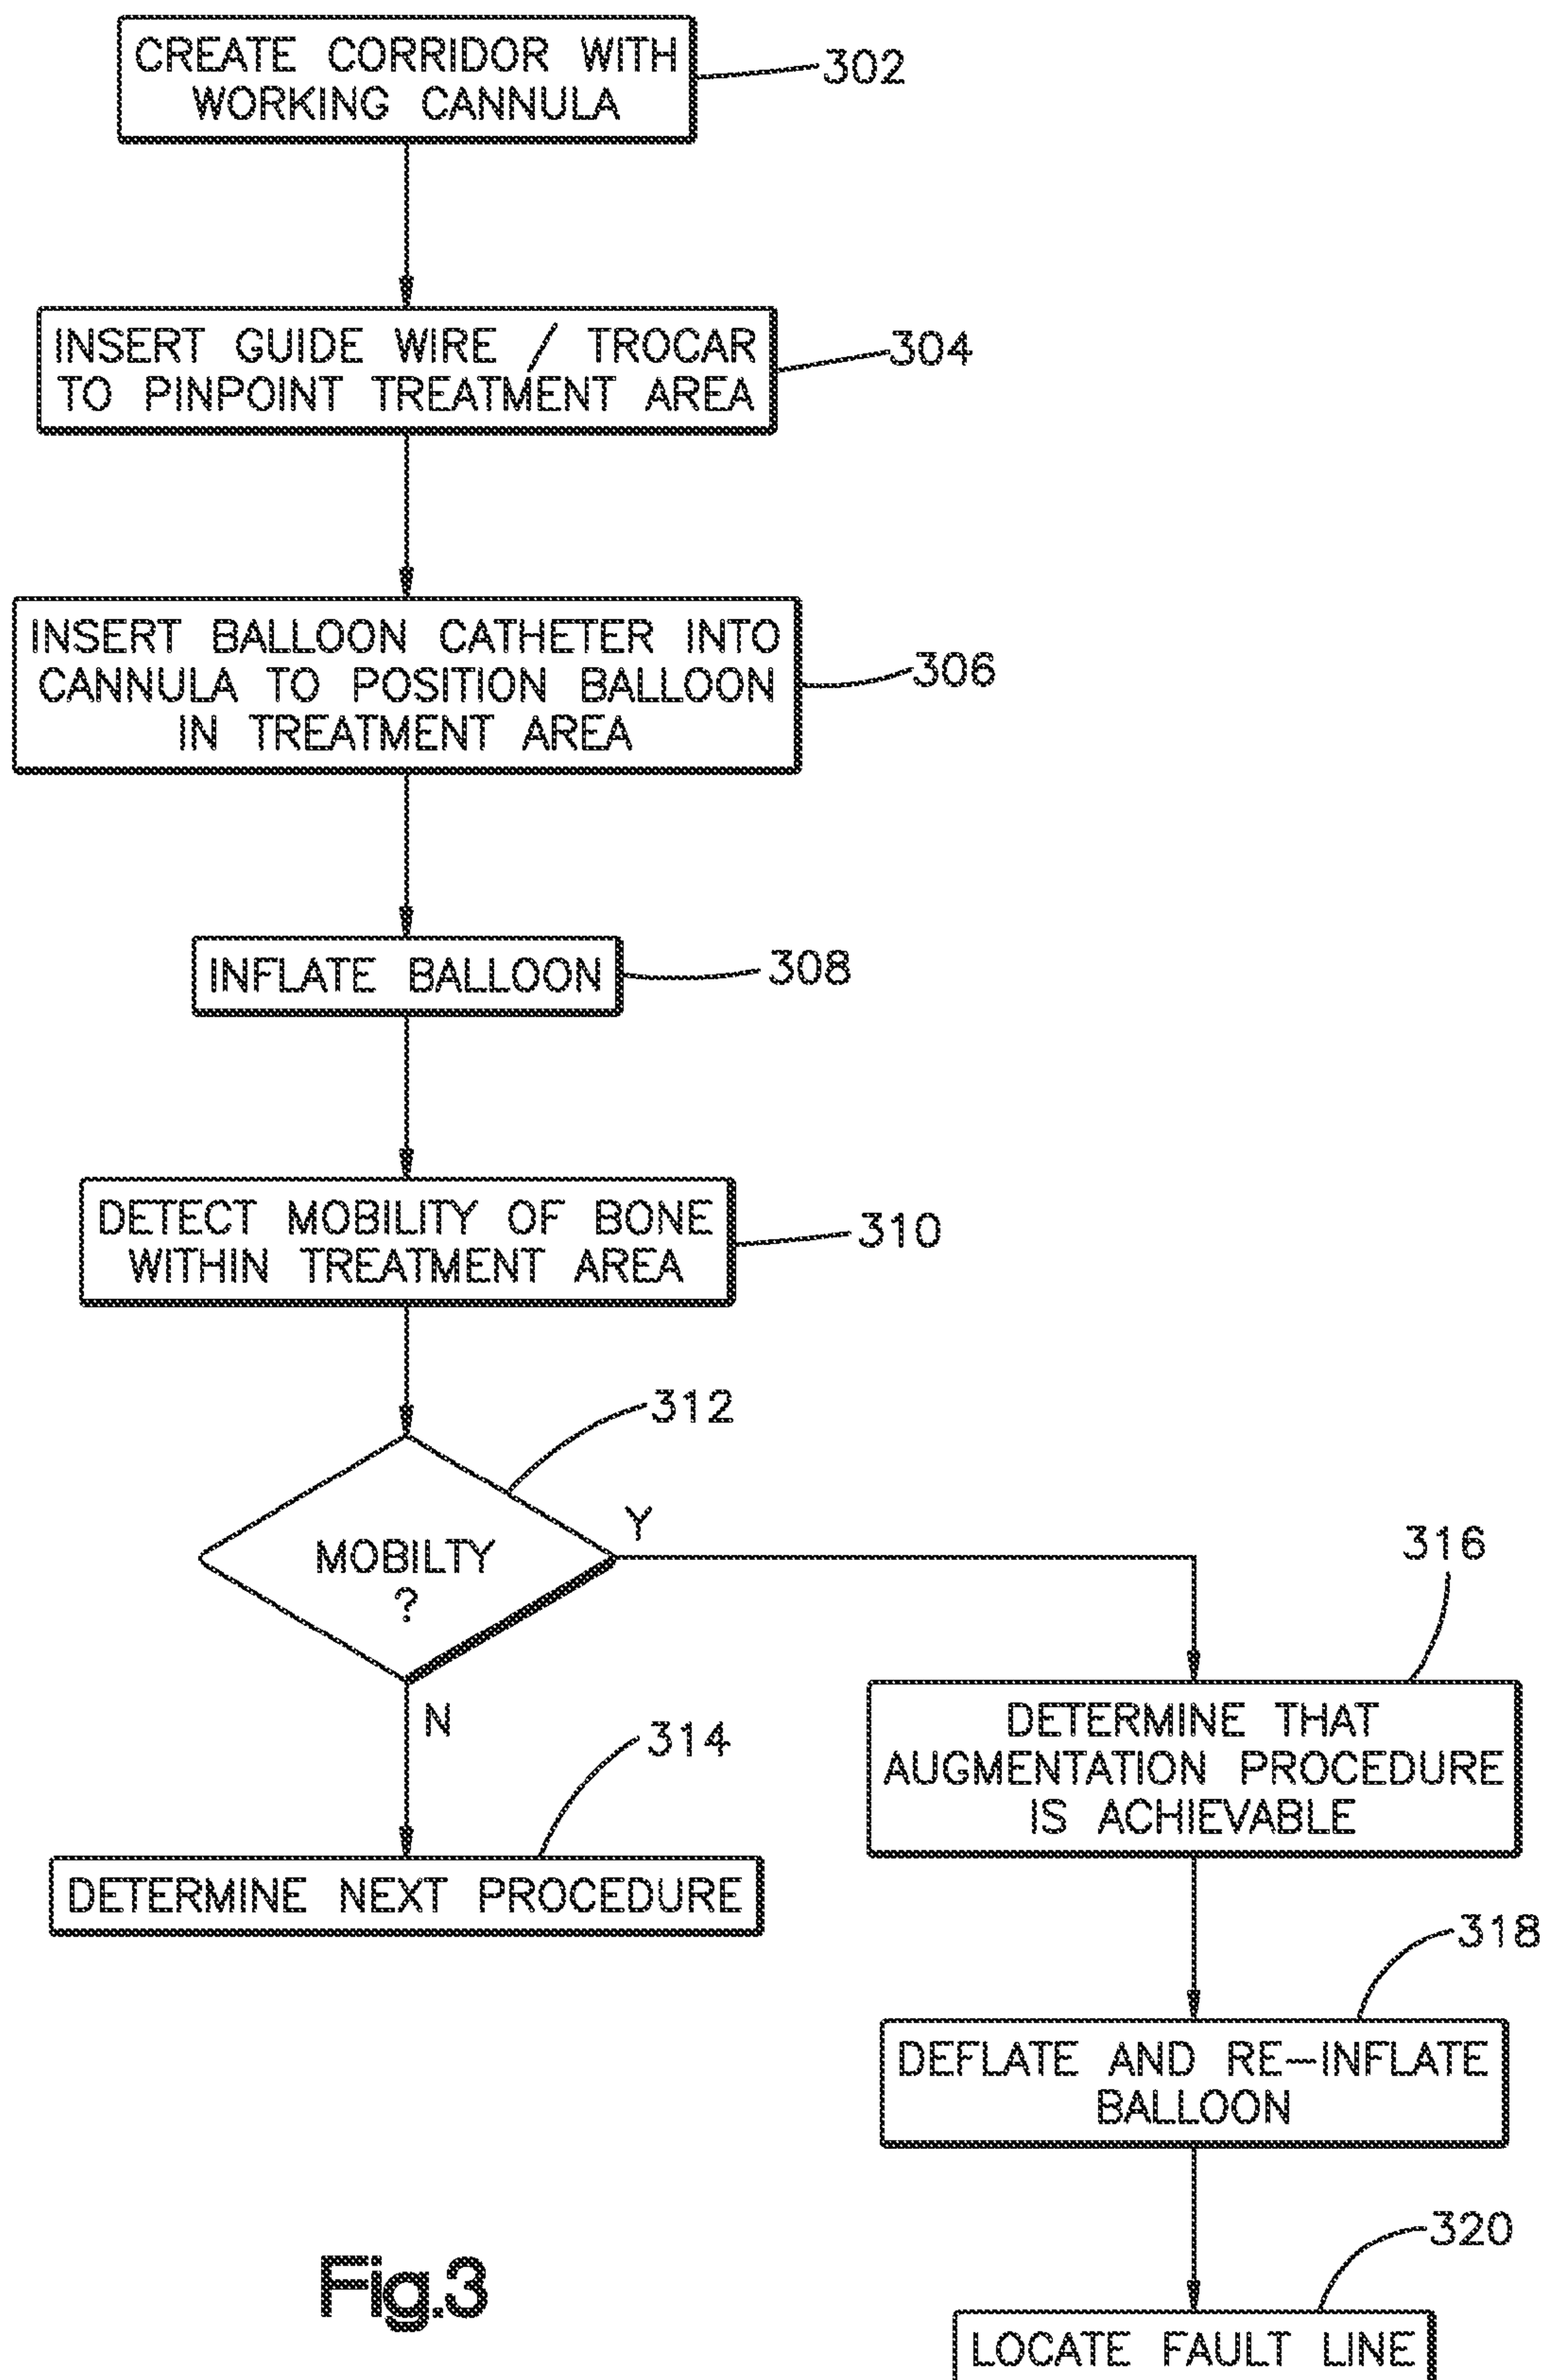 CREATE CORRIDOR WITH
WORKING CANNULA
302
INSERT GUIDE WIRE / TROCAR
TO PINPOINT TREATMENT AREA
304
INSERT BALLOON CATHETER INTO
CANNULA TO POSITION BALLOON
IN TREATMENT AREA
306
INFLATE BALLOON
308
DETECT MOBILITY OF BONE
WITHIN TREATMENT AREA
310
312
MOBILTY
?
Y
N
314
DETERMINE NEXT PROCEDURE
316
DETERMINE THAT
AUGMENTATION PROCEDURE
IS ACHIEVABLE
318
DEFLATE AND RE-INFLATE
BALLOON
320
LOCATE FAULT LINE
Fig.3